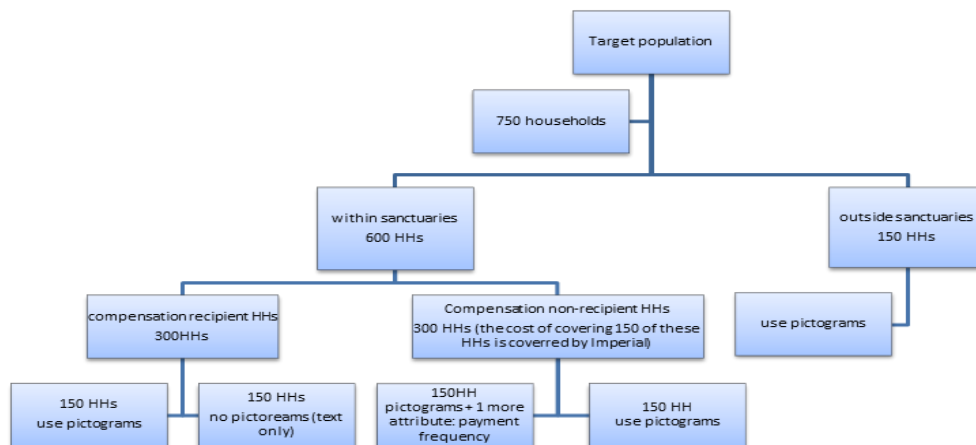 Target population
750 households
within sanctuaries
600 HHs
outside sanctuaries
150 HHs
compensation recipient HHs
300HHs
Compensation non-recipient HHs
300 HHs (the cost of covering 150 of these
HHs is coverred by Imperial)
use pictograms
150 HHs
use pictograms
150 HHs
no pictoreams (text
only)
150HH
pictograms + 1 more
attribute: payment
frequency
150 HH
use pictograms